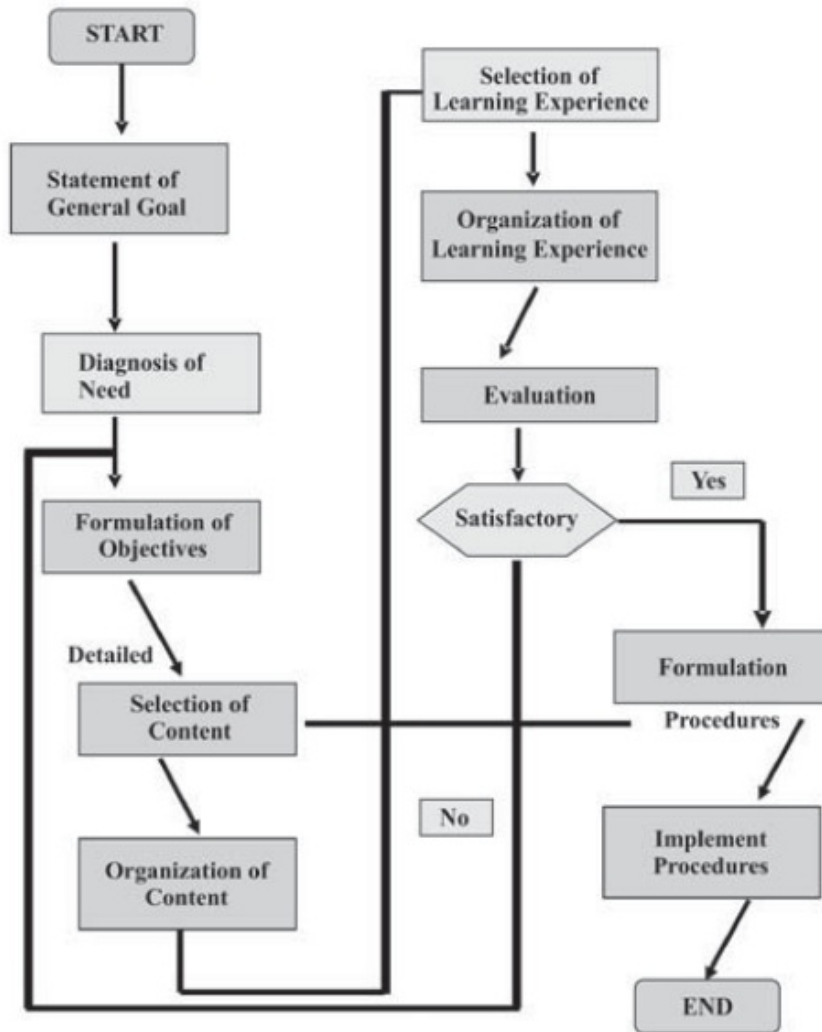 START
Statement of
General Goal
Diagnosis of
Need
Formulation of
Objectives
Detailed
Selection of
Content
Organization of
Content
Selection of
Learning Experience
Organization of
Learning Experience
Evaluation
Satisfactory
Yes
No
Formulation
Procedures
Implement
Procedures
END